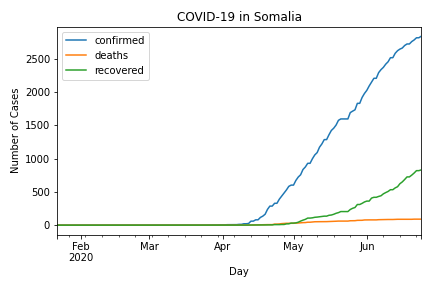 COVID-19 in Somalia
confirmed
deaths
recovered
Number of Cases
2500
2000
1500
1000
500
0
Feb Mar Apr May Jun
2020
Day